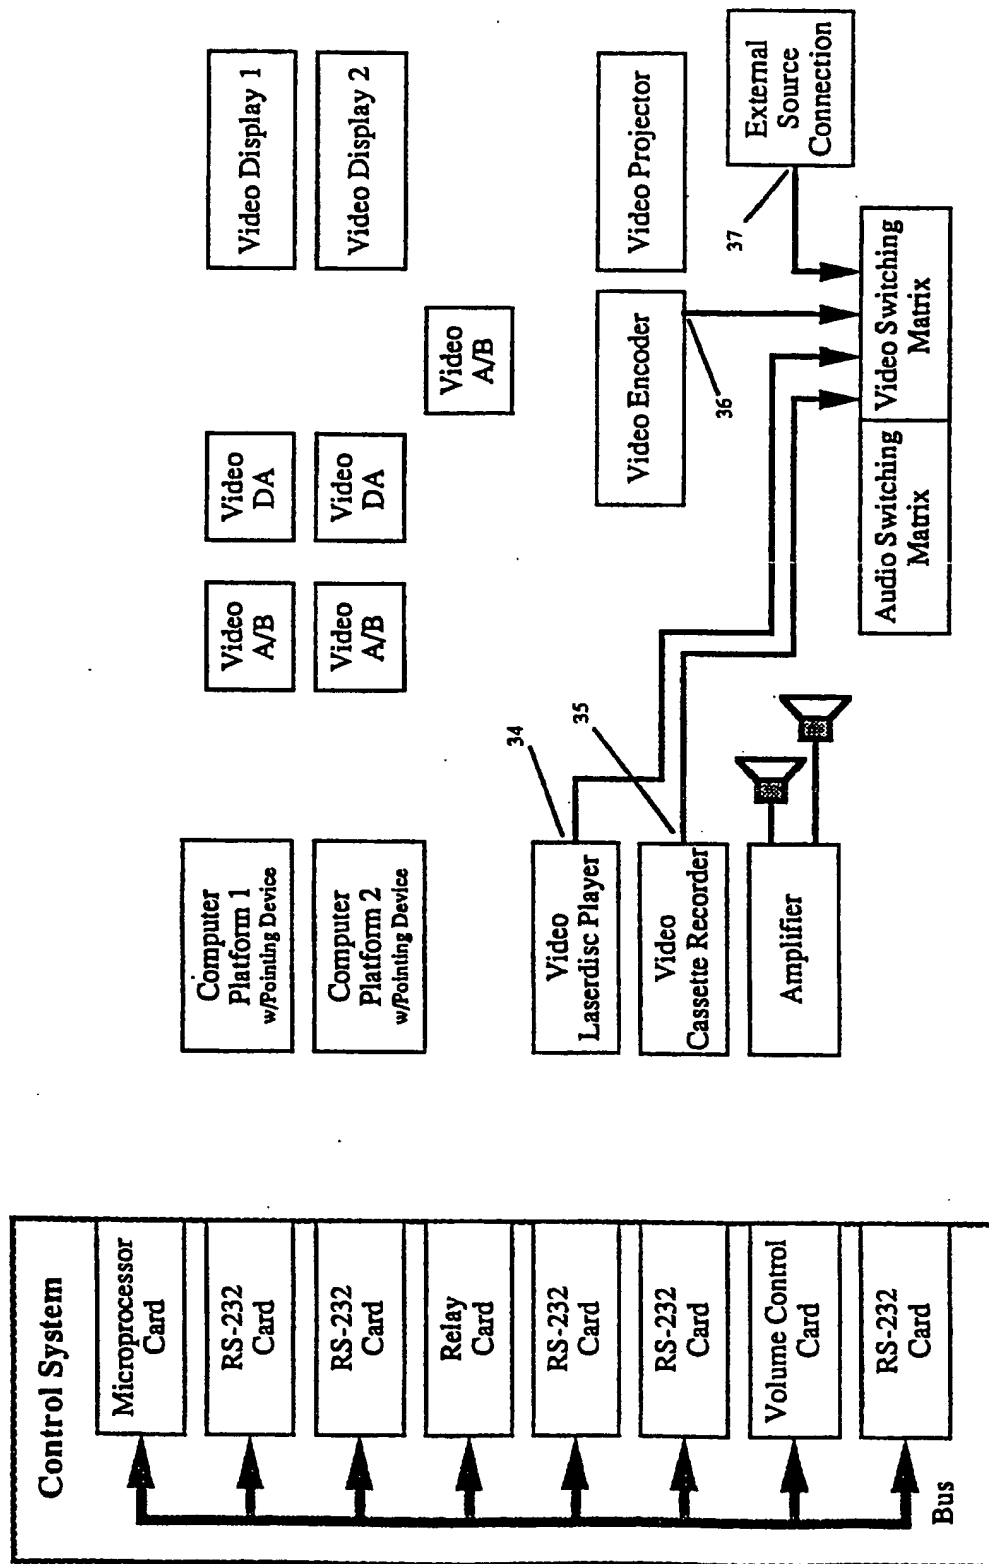 Control System
Microprocessor
Card
RS-232
Card
RS-232
Card
Relay
Card
RS-232
Card
RS-232
Card
Volume Control
Card
RS-232
Card
Bus
Computer
Platform 1
w/Pointing Device
Computer
Platform 2
w/Pointing Device
Video
Laserdisc Player
Video
Cassette Recorder
Amplifier
34
35
Video
A/B
Video
A/B
Video
DA
Video
DA
Video
A/B
Video Display 1
Video Display 2
Video Encoder
Video Projector
36
37
External
Source
Connection
Audio Switching
Matrix
Video Switching
Matrix